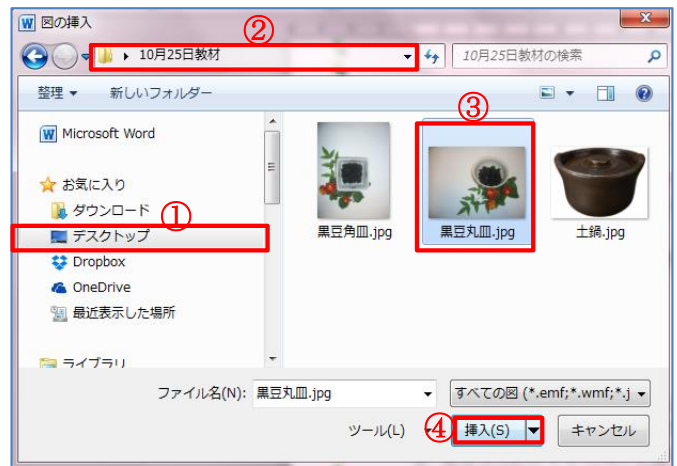 図の挿入
②
10月25日教材
10月25日教材の検索
整理 新しいフォルダー
③
Microsoft Word
お気に入り
ダウンロード
①
デスクトップ
Dropbox
OneDrive
最近表示した場所
ライブラリ
黒豆角皿.jpg 黒豆丸皿.jpg 土鍋.jpg
ファイル名(N): 黒豆丸皿.jpg すべての図 (*.emf;*.wmf;*.j
ツール(L) ④ 挿入(S) キャンセル